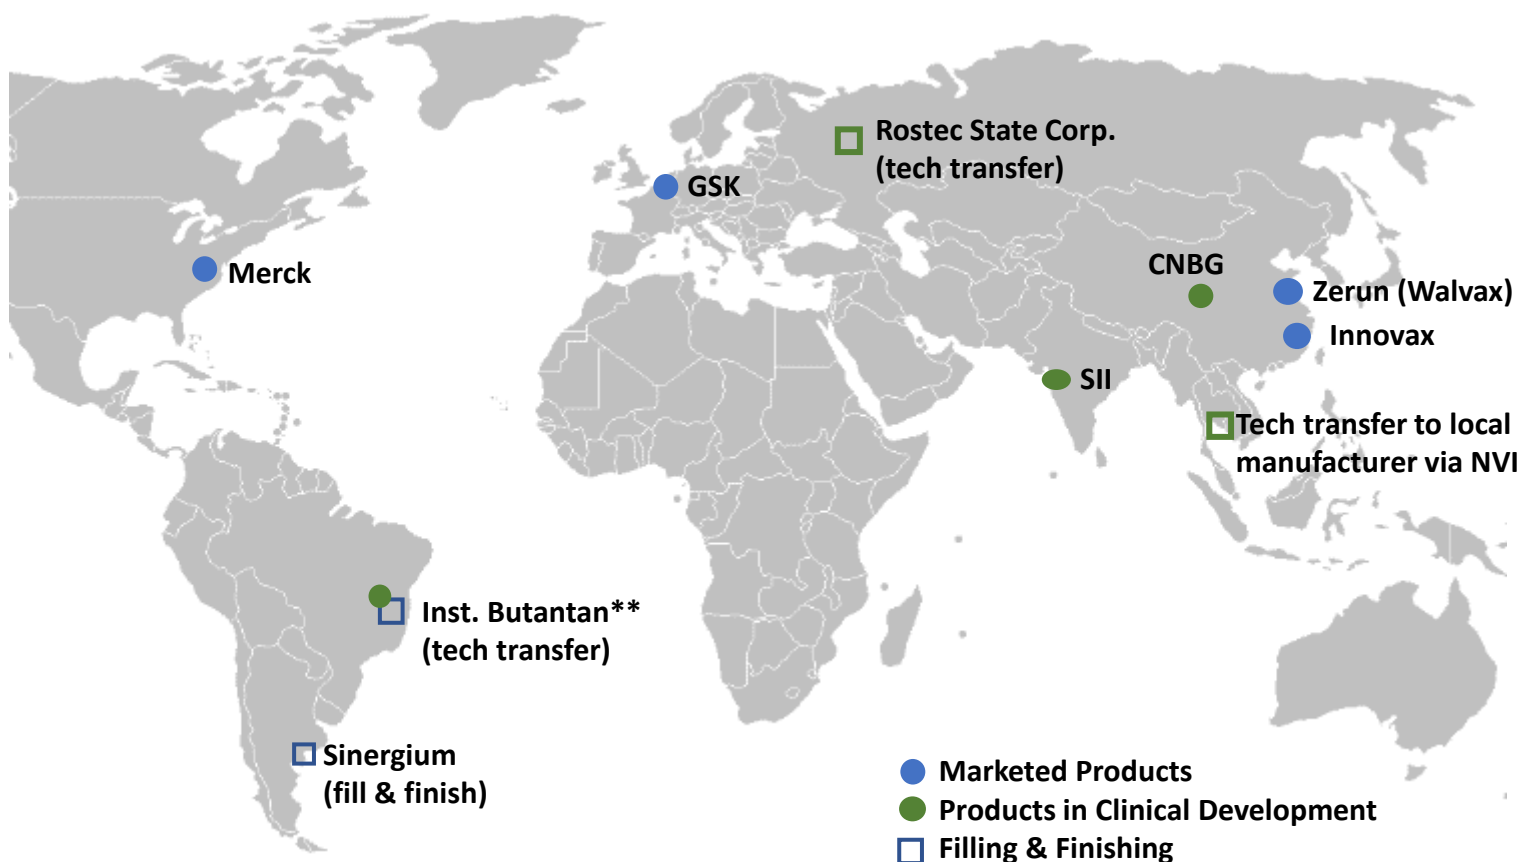 Rostec State Corp.
(tech transfer)
GSK
CNBG
Merck
Zerun (Walvax)
Innovax
SII
Tech transfer to local
manufacturer via NVI
Inst. Butantan**
(tech transfer)
Sinergium
(fill & finish)
Marketed Products
Products in Clinical Development
Filling & Finishing